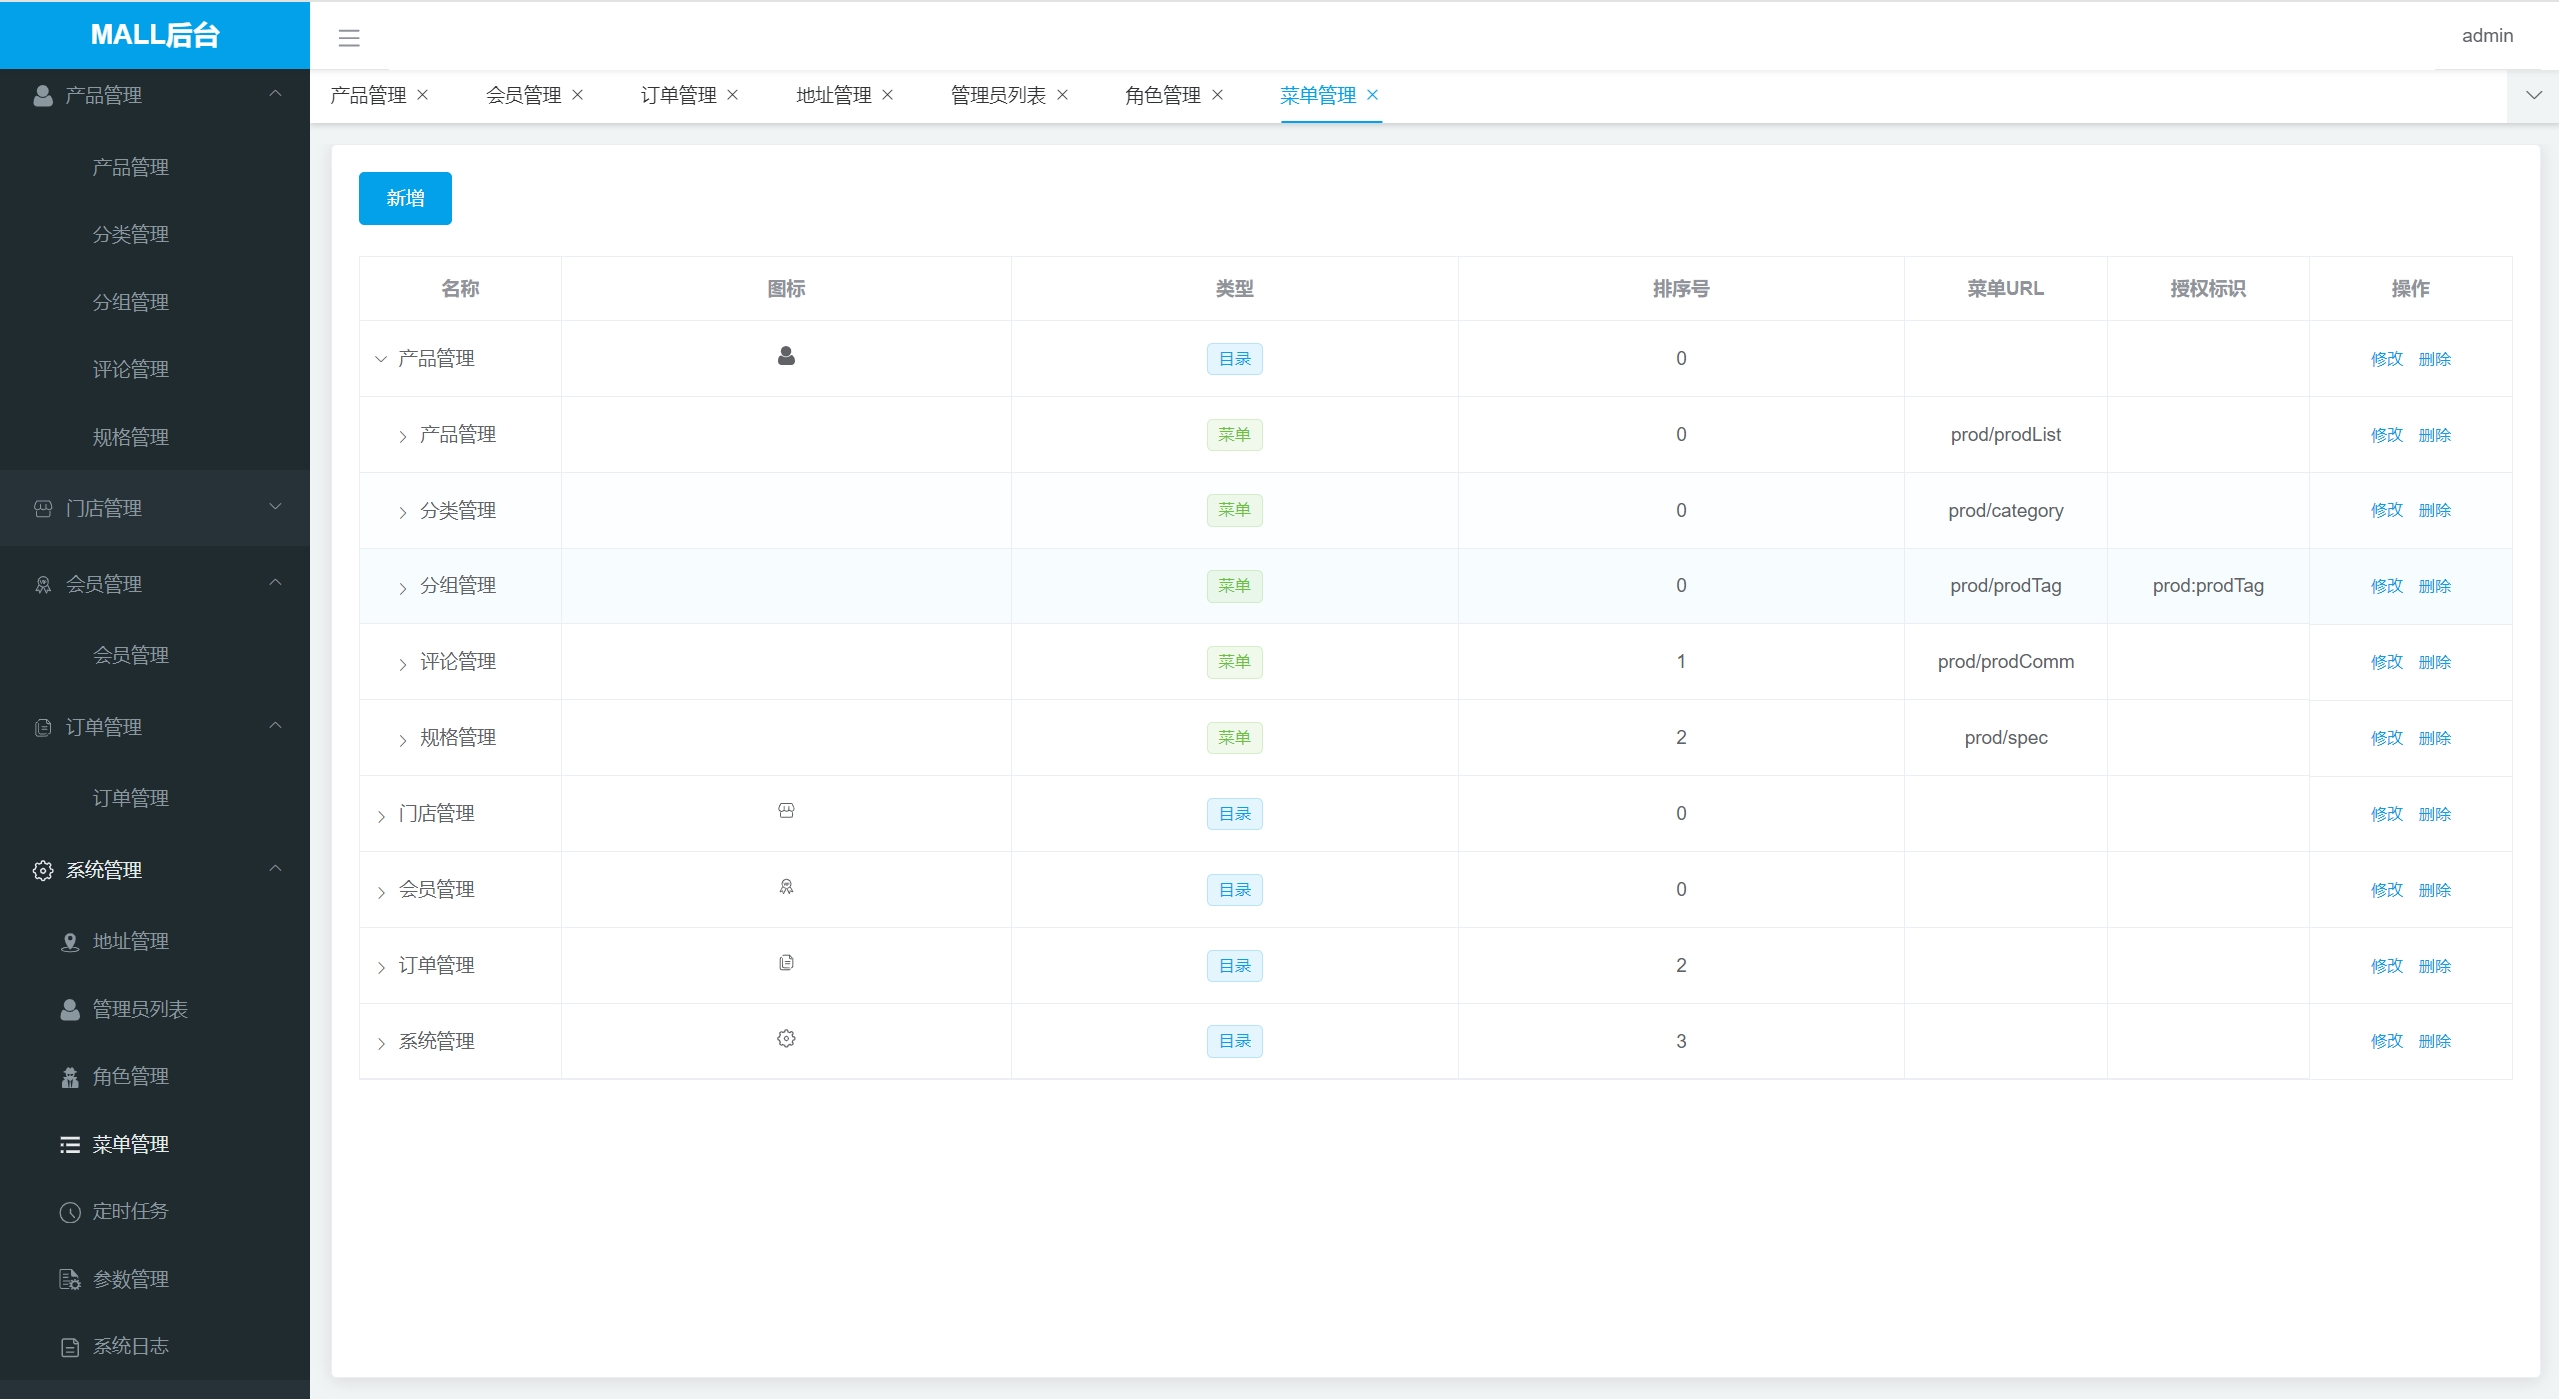 MALL后台
admin
产品管理
产品管理
分类管理
分组管理
评论管理
规格管理
门店管理
会员管理
会员管理
订单管理
订单管理
系统管理
地址管理
管理员列表
角色管理
菜单管理
定时任务
参数管理
系统日志
产品管理 会员管理 订单管理 地址管理 管理员列表 角色管理 菜单管理
新增
名称 图标 类型 排序号 菜单URL 授权标识 操作
产品管理 目录 0 修改 删除
产品管理 菜单 0 prod/prodList 修改 删除
分类管理 菜单 0 prod/category 修改 删除
分组管理 菜单 0 prod/prodTag prod:prodTag 修改 删除
评论管理 菜单 1 prod/prodComm 修改 删除
规格管理 菜单 2 prod/spec 修改 删除
门店管理 目录 0 修改 删除
会员管理 目录 0 修改 删除
订单管理 目录 2 修改 删除
系统管理 目录 3 修改 删除